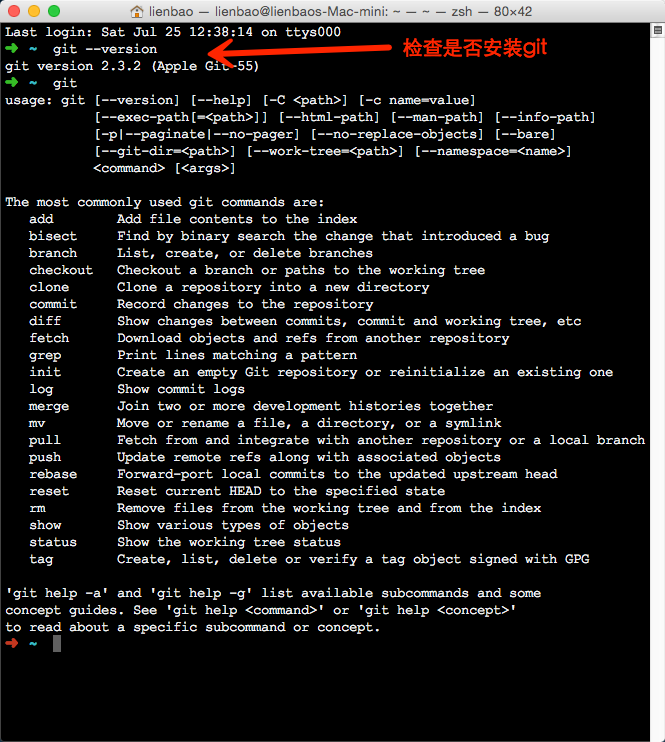 lienbao — lienbao@lienbaos-Mac-mini: ~ — ~ — zsh — 80×42
Last login: Sat Jul 25 12:38:14 on ttys000
➜ ~ git --version
检查是否安装git
git version 2.3.2 (Apple Git-55)
➜ ~ git
usage: git [--version] [--help] [-C <path>] [-c name=value]
[--exec-path[=<path>]] [--html-path] [--man-path] [--info-path]
[-p|--paginate|--no-pager] [--no-replace-objects] [--bare]
[--git-dir=<path>] [--work-tree=<path>] [--namespace=<name>]
<command> [<args>]
The most commonly used git commands are:
add Add file contents to the index
bisect Find by binary search the change that introduced a bug
branch List, create, or delete branches
checkout Checkout a branch or paths to the working tree
clone Clone a repository into a new directory
commit Record changes to the repository
diff Show changes between commits, commit and working tree, etc
fetch Download objects and refs from another repository
grep Print lines matching a pattern
init Create an empty Git repository or reinitialize an existing one
log Show commit logs
merge Join two or more development histories together
mv Move or rename a file, a directory, or a symlink
pull Fetch from and integrate with another repository or a local branch
push Update remote refs along with associated objects
rebase Forward-port local commits to the updated upstream head
reset Reset current HEAD to the specified state
rm Remove files from the working tree and from the index
show Show various types of objects
status Show the working tree status
tag Create, list, delete or verify a tag object signed with GPG
'git help -a' and 'git help -g' list available subcommands and some
concept guides. See 'git help <command>' or 'git help <concept>'
to read about a specific subcommand or concept.
➜ ~